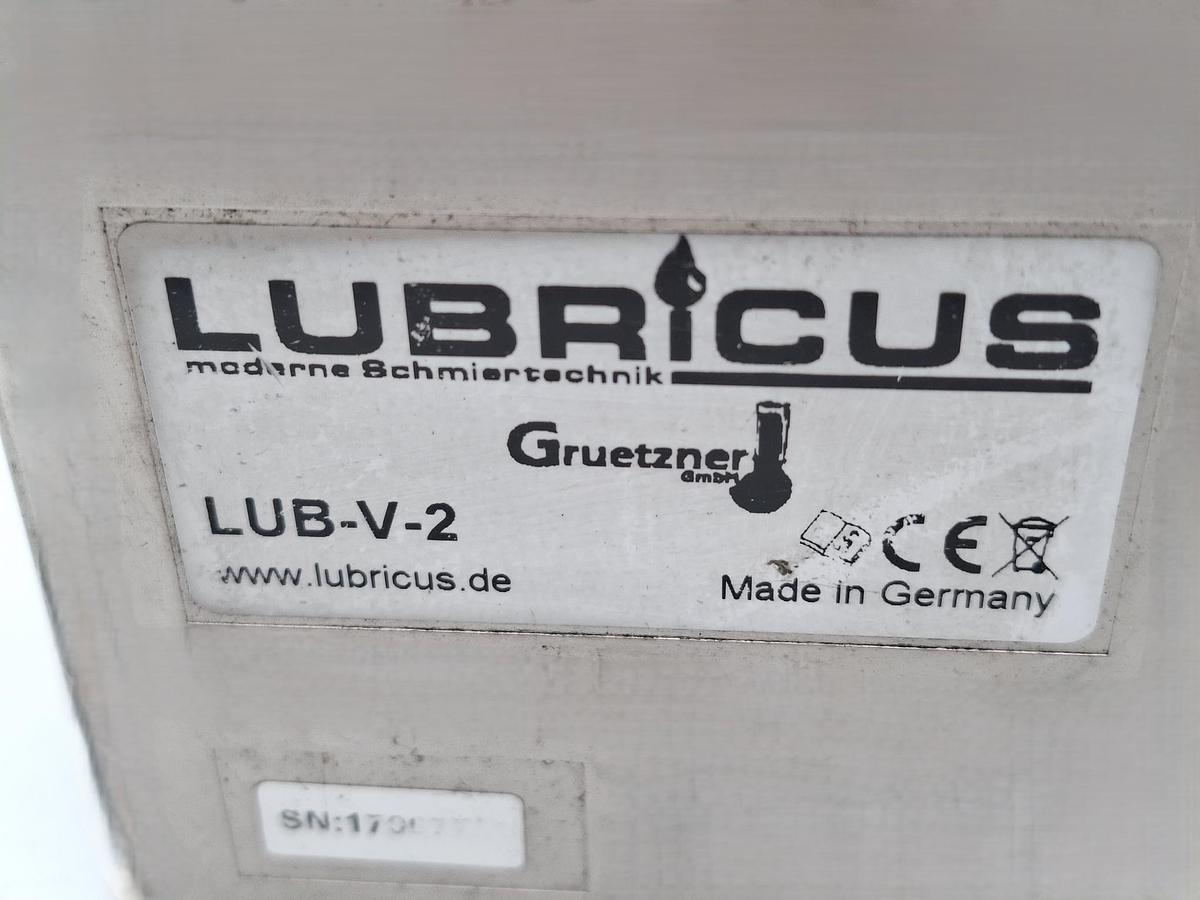 LUBRiCUS
moderne Schmiertechnik
Gruetzner
GmbH
LUB-V-2
www.lubricus.de
CE
Made in Germany